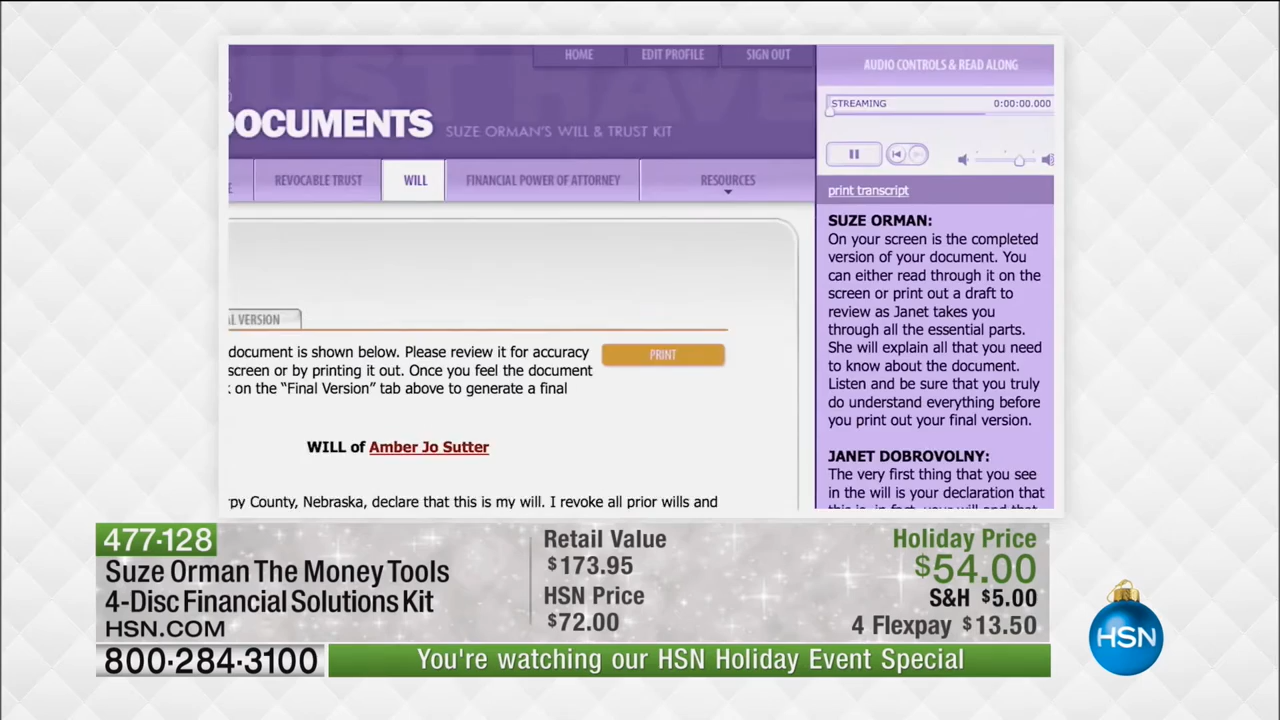 HOME EDIT PROFILE SIGN OUT
DOCUMENTS SUZE ORMAN'S WILL & TRUST KIT
REVOCABLE TRUST WILL FINANCIAL POWER OF ATTORNEY RESOURCES
AL VERSION
document is shown below. Please review it for accuracy
screen or by printing it out. Once you feel the document
on the "Final Version" tab above to generate a final
PRINT
WILL of Amber Jo Sutter
rpy County, Nebraska, declare that this is my will. I revoke all prior wills and
AUDIO CONTROLS & READ ALONG
STREAMING 0:00:00.000
print transcript
SUZE ORMAN:
On your screen is the completed
version of your document. You
can either read through it on the
screen or print out a draft to
review as Janet takes you
through all the essential parts.
She will explain all that you need
to know about the document.
Listen and be sure that you truly
do understand everything before
you print out your final version.
JANET DOBROVOLNY:
The very first thing that you see
in the will is your declaration that
477-128
Suze Orman The Money Tools
4-Disc Financial Solutions Kit
HSN.COM
800-284-3100
Retail Value
$173.95
HSN Price
$72.00
Holiday Price
$54.00
S&H $5.00
4 Flexpay $13.50
You're watching our HSN Holiday Event Special
HSN